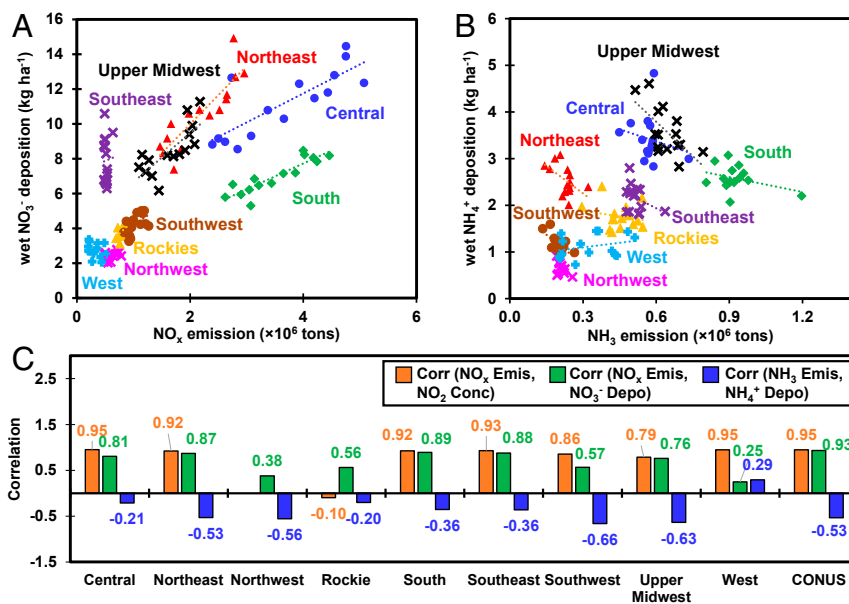 A
B
wet NO₃⁻ deposition (kg ha⁻¹)
16
14
12
10
8
6
4
2
0
0
2
4
6
NOₓ emission (×10⁶ tons)
Upper Midwest
Northeast
Southeast
Central
South
Southwest
Rockies
Northwest
West
wet NH₄⁺ deposition (kg ha⁻¹)
6
5
4
3
2
1
0
0.0
0.3
0.6
0.9
1.2
NH₃ emission (×10⁶ tons)
Upper Midwest
Central
Northeast
South
Southwest
Southeast
Rockies
West
Northwest
C
Correlation
2.5
1.5
0.5
-0.5
-1.5
Corr (NOₓ Emis,
NO₂ Conc)
Corr (NOₓ Emis,
NO₃⁻ Depo)
Corr (NH₃ Emis,
NH₄⁺ Depo)
0.95
0.81
-0.21
0.92
0.87
-0.53
0.38
-0.56
-0.10
0.56
-0.20
0.92
0.89
-0.36
0.93
0.88
-0.36
0.86
0.57
-0.66
0.79
0.76
-0.63
0.95
0.25
0.29
0.95
0.93
-0.53
Central
Northeast
Northwest
Rockie
South
Southeast
Southwest
Upper
Midwest
West
CONUS